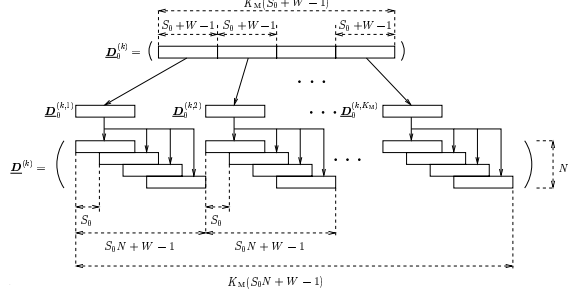 K_M(S_0+W−1)
S_0+W−1 S_0+W−1 S_0+W−1
D_0^(k) = ( )
. . .
D_0^(k,1) D_0^(k,2) . . . D_0^(k,K_M)
D^(k) = ( . . . ) N
S_0 S_0
S_0N+W−1 S_0N+W−1
K_M(S_0N+W−1)